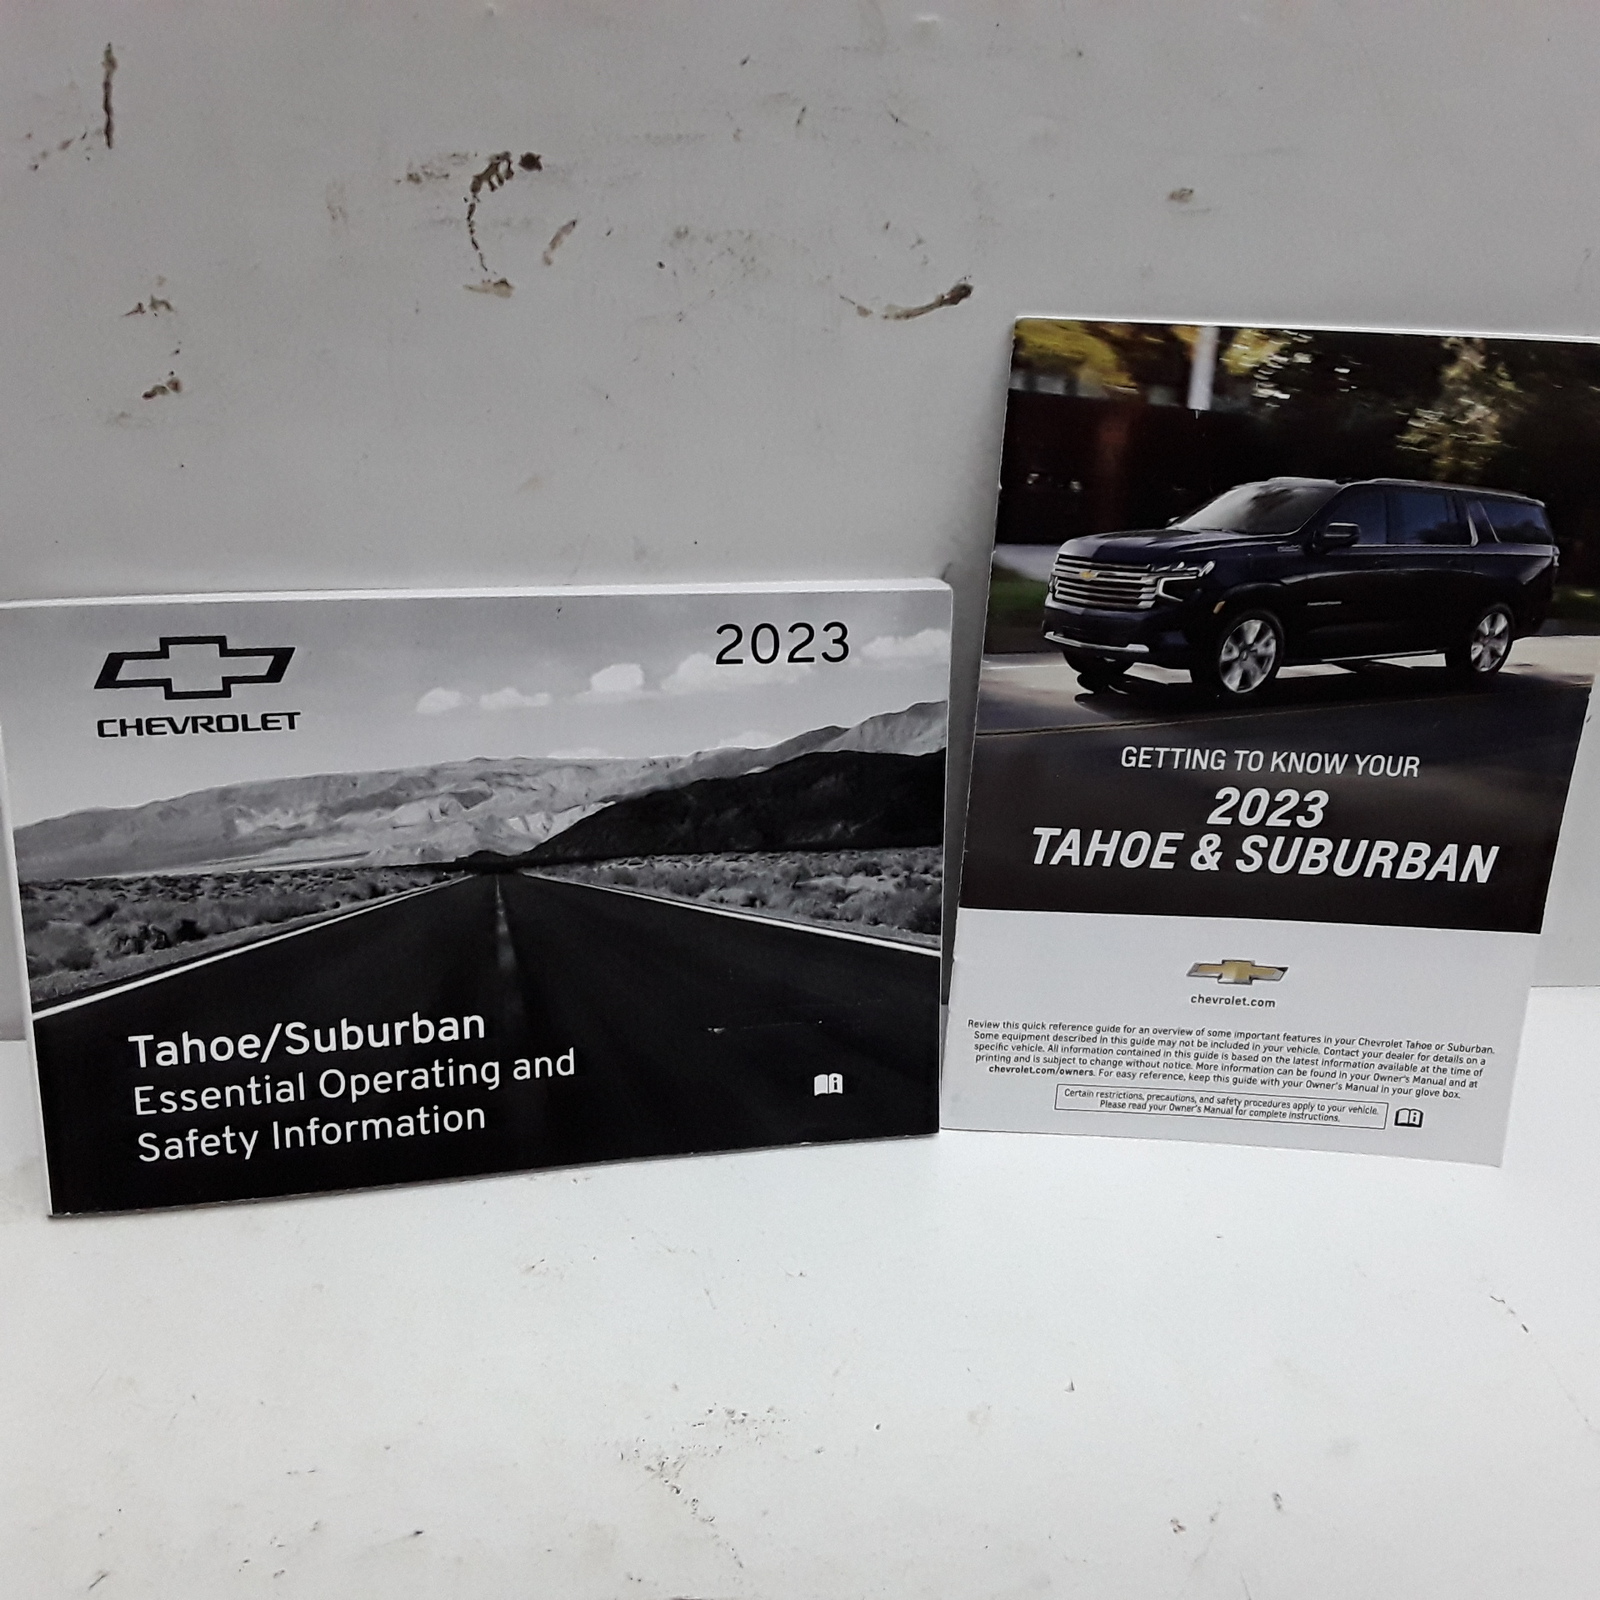 CHEVROLET
2023
Tahoe/Suburban
Essential Operating and
Safety Information
GETTING TO KNOW YOUR
2023
TAHOE & SUBURBAN
chevrolet.com
Review this quick reference guide for an overview of some important features in your Chevrolet Tahoe or Suburban.
Some equipment described in this guide may not be included in your vehicle. Contact your dealer for details on a
specific vehicle. All information contained in this guide is based on the latest information available at the time of
printing and is subject to change without notice. More information can be found in your Owner's Manual and at
chevrolet.com/owners. For easy reference, keep this guide with your Owner's Manual in your glove box.
Certain restrictions, precautions, and safety procedures apply to your vehicle.
Please read your Owner's Manual for complete instructions.